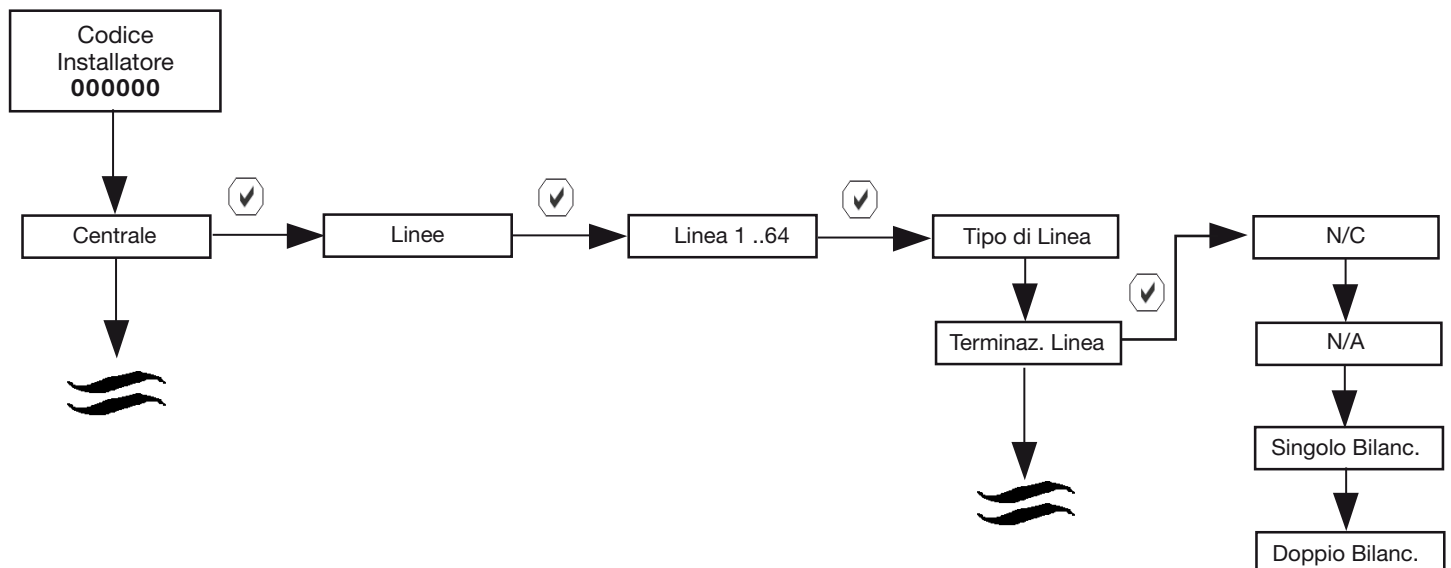 Codice
Installatore
000000
Centrale
Linee
Linea 1 ..64
Tipo di Linea
N/C
Terminaz. Linea
N/A
Singolo Bilanc.
Doppio Bilanc.